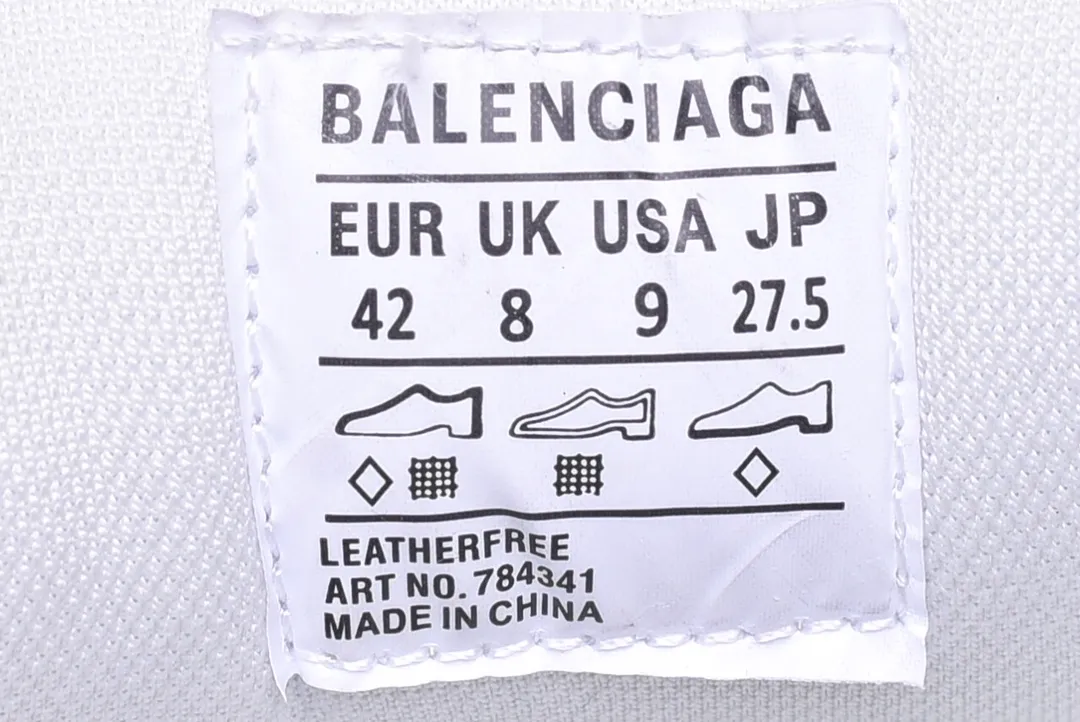 BALENCIAGA
EUR UK USA JP
42 8 9 27.5
LEATHERFREE
ART NO. 784341
MADE IN CHINA